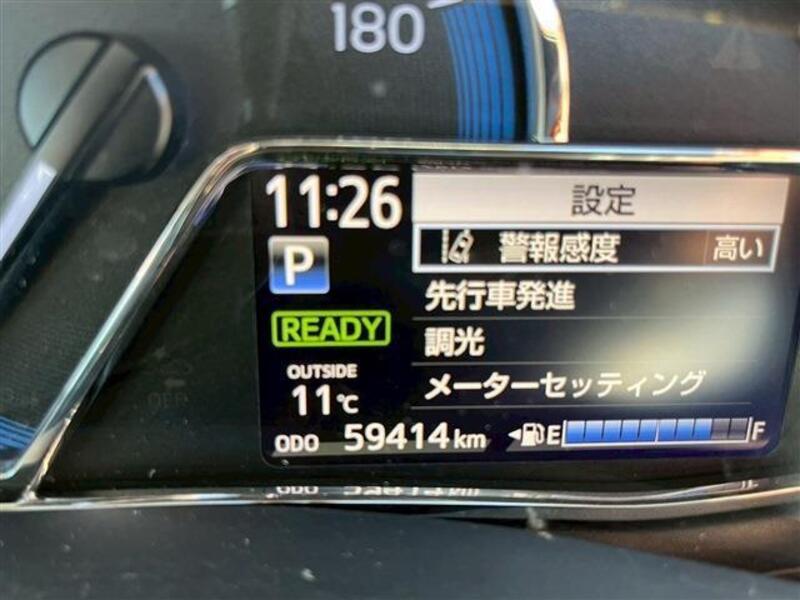 180
11:26
設定
P
警報感度 高い
先行車発進
READY
調光
OUTSIDE
11℃
メーターセッティング
ODO 59414 km
E F